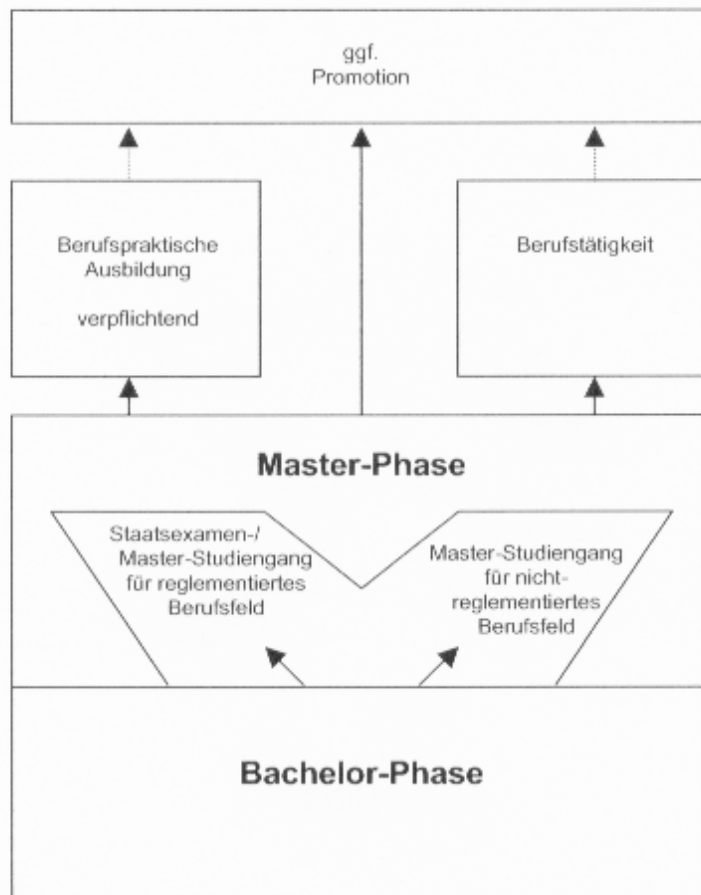 ggf.
Promotion
Berufspraktische
Ausbildung
verpflichtend
Berufstätigkeit
Master-Phase
Staatsexamen-/
Master-Studiengang
für reglementiertes
Berufsfeld
Master-Studiengang
für nicht-
reglementiertes
Berufsfeld
Bachelor-Phase